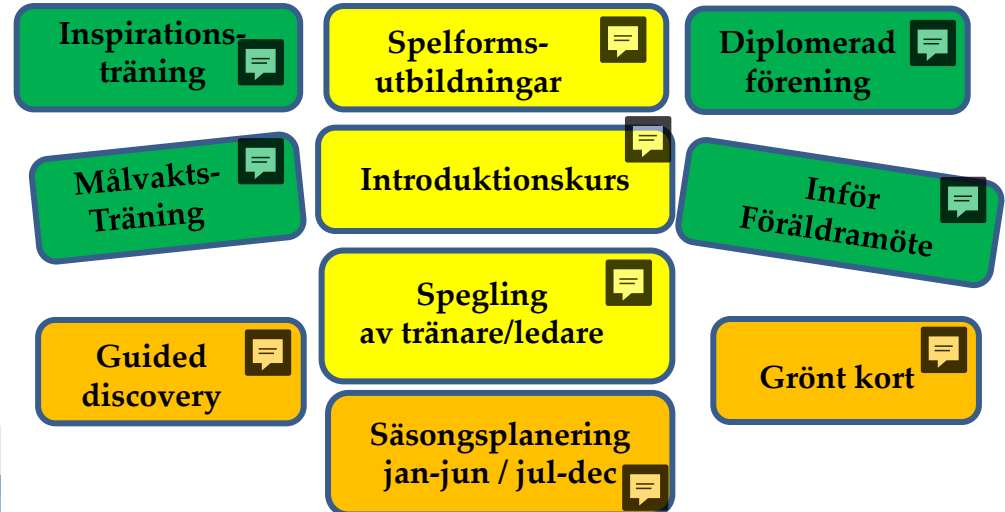 Inspirations-
träning
Spelforms-
utbildningar
Diplomerad
förening
Målvakts-
Träning
Introduktionskurs
Inför
Föräldramöte
Spegling
av tränare/ledare
Guided
discovery
Grönt kort
Säsongsplanering
jan-jun / jul-dec